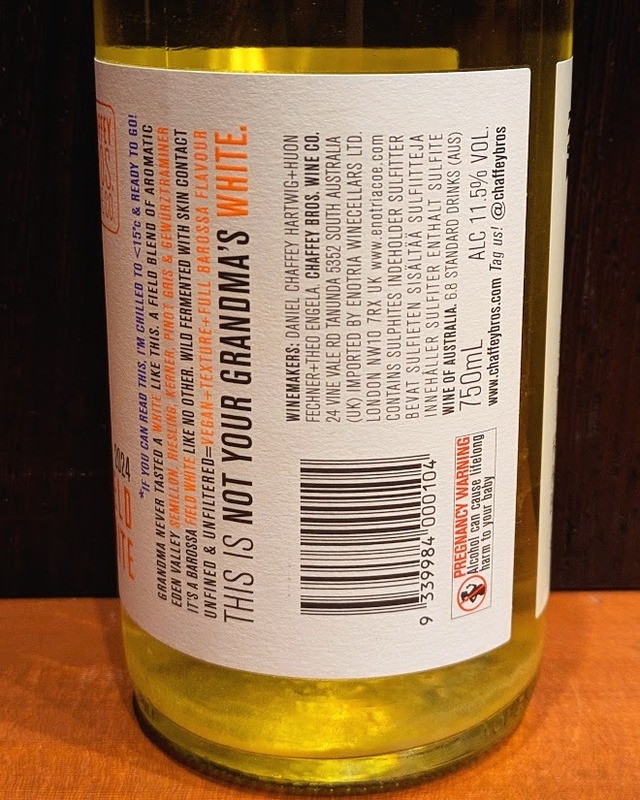 2024
*IF YOU CAN READ THIS, I'M CHILLED TO <15°c & READY TO GO!
GRANDMA NEVER TASTED A WHITE LIKE THIS, A FIELD BLEND OF AROMATIC
EDEN VALLEY SEMILLON, RIESLING, KERNER, PINOT GRIS & GEWÜRZTRAMINER
IT'S A BAROSSA FIELD WHITE LIKE NO OTHER. WILD FERMENTED WITH SKIN CONTACT
UNFINED & UNFILTERED=VEGAN+TEXTURE+FULL BAROSSA FLAVOUR
THIS IS NOT YOUR GRANDMA'S WHITE.
WINEMAKERS: DANIEL CHAFFEY HARTWIG+HUON
FECHNER+THEO ENGELA. CHAFFEY BROS. WINE CO.
24 VINE VALE RD TANUNDA 5352 SOUTH AUSTRALIA
(UK) IMPORTED BY ENOTRIA WINECELLARS LTD.
LONDON NW10 7RX UK www.enotriacoe.com
CONTAINS SULPHITES INDEHOLDER SULFITTER
BEVAT SULFIETEN SISÄLTÄÄ SULFIITTEJA
INNEHÅLLER SULFITER ENTHALT SULFITE
WINE OF AUSTRALIA. 6.8 STANDARD DRINKS (AUS)
750mL ALC 11.5% VOL.
www.chaffeybros.com Tag us! @chaffeybros
9 339984 000104
PREGNANCY WARNING
Alcohol can cause lifelong
harm to your baby